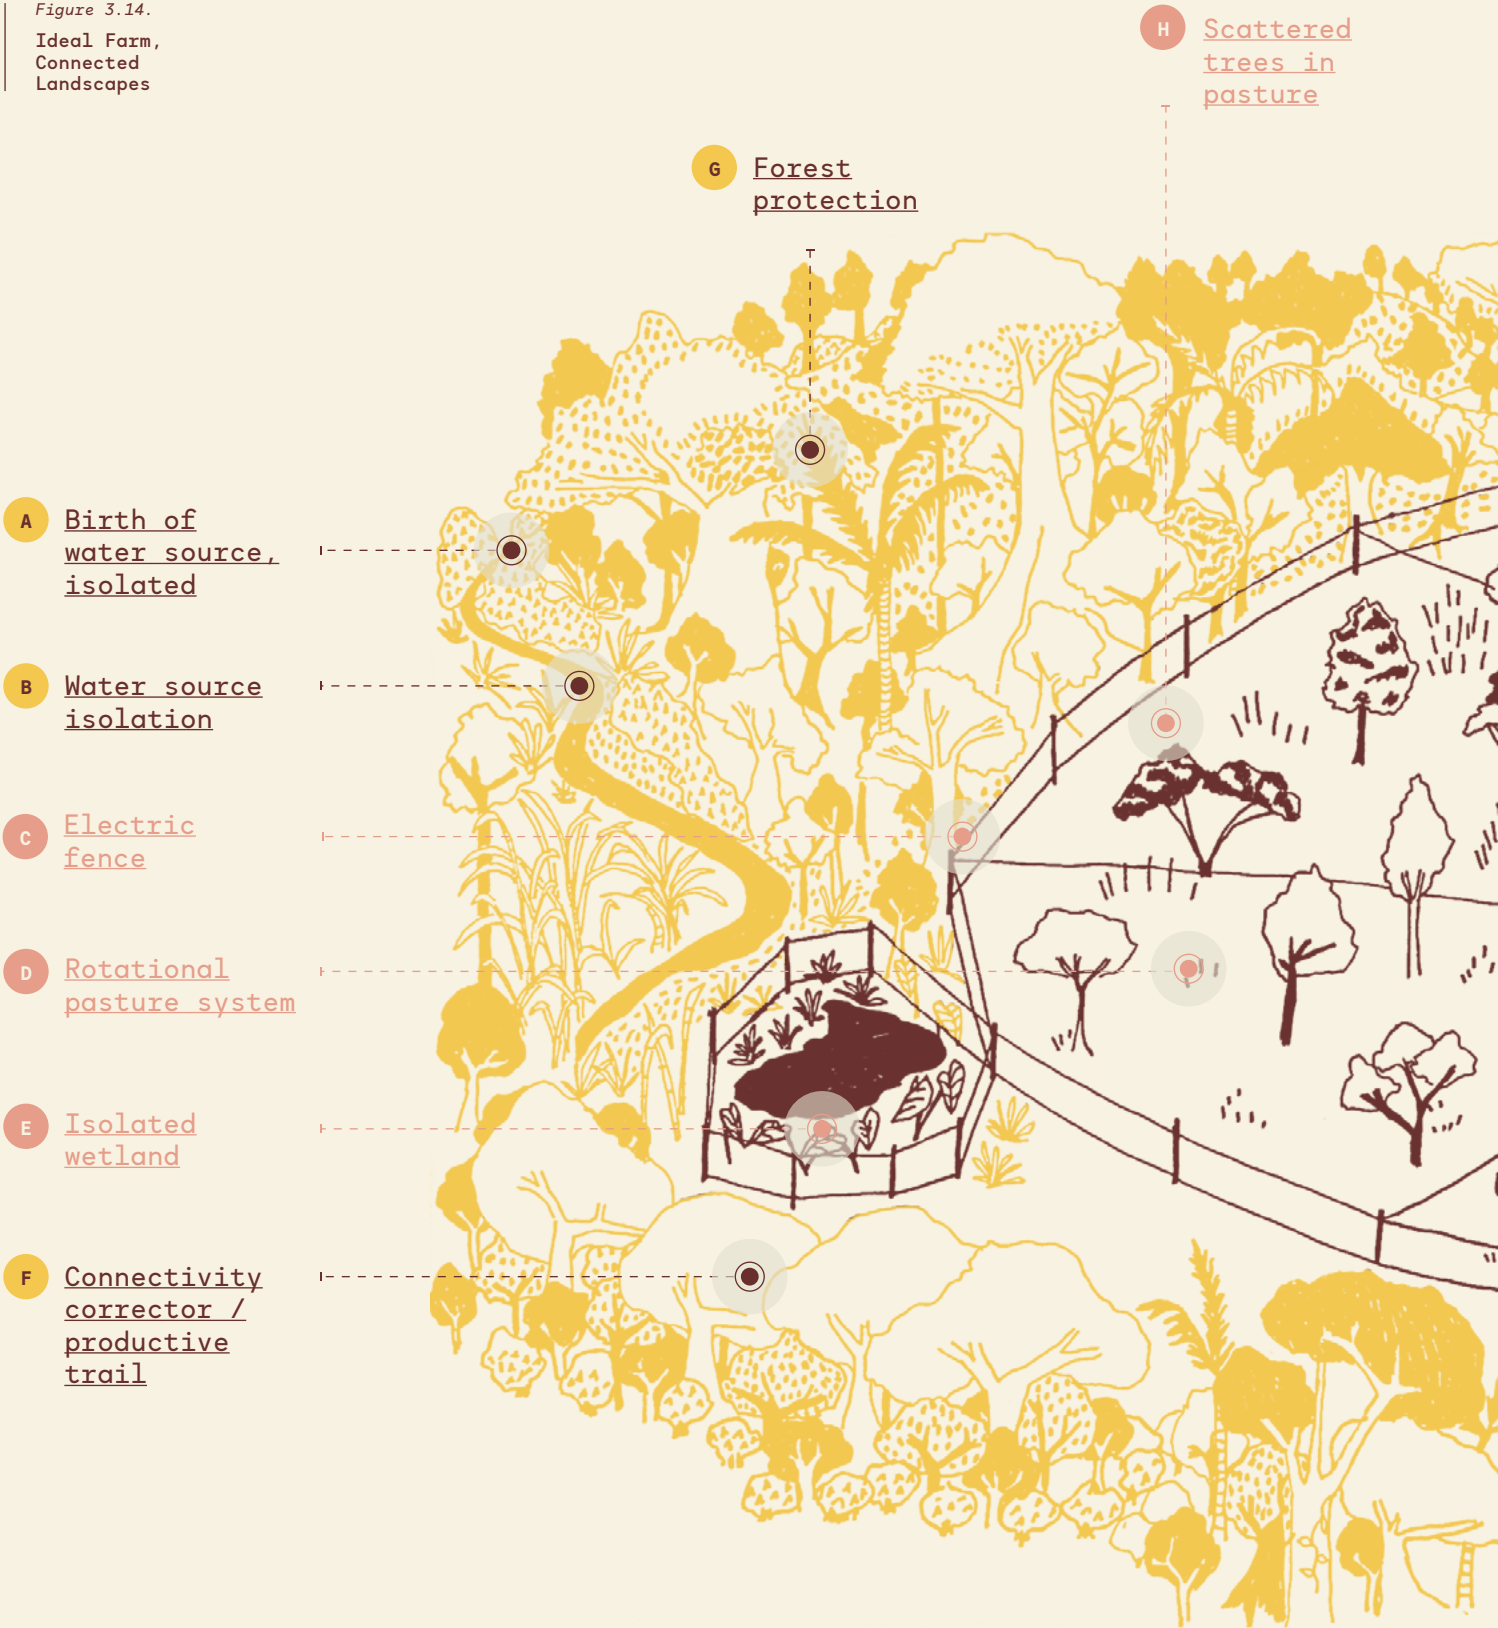 Figure 3.14.
Ideal Farm,
Connected
Landscapes
H
Scattered
trees in
pasture
G
Forest
protection
A
Birth of
water source,
isolated
B
Water source
isolation
C
Electric
fence
D
Rotational
pasture system
E
Isolated
wetland
F
Connectivity
corrector /
productive
trail